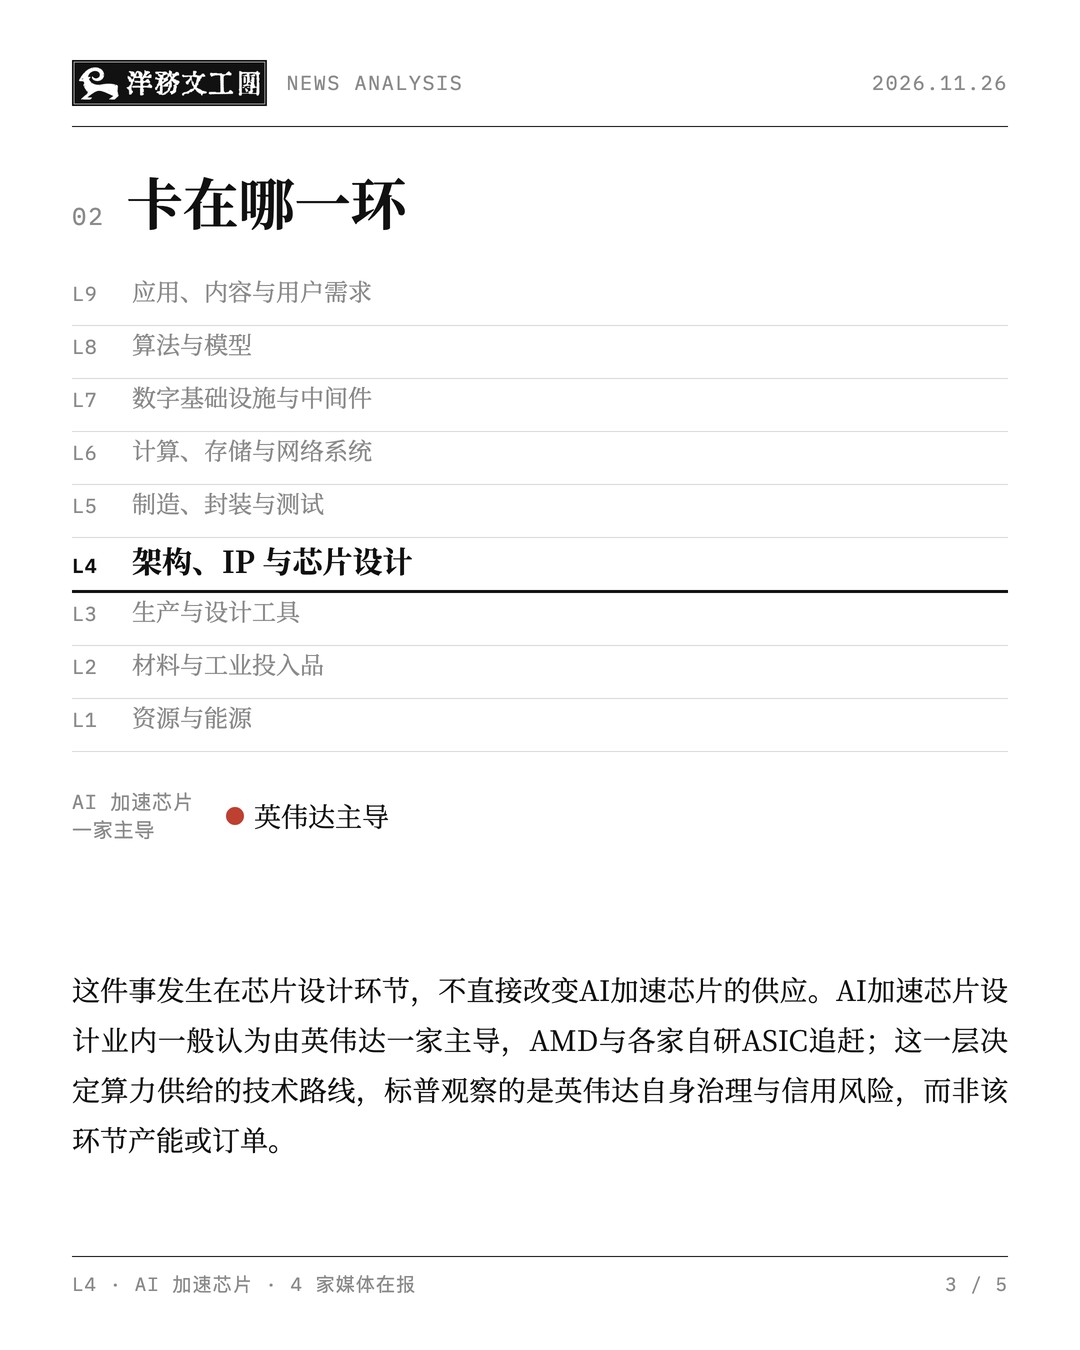 洋務文工團 NEWS ANALYSIS 2026.11.26
02 卡在哪一环
L9 应用、内容与用户需求
L8 算法与模型
L7 数字基础设施与中间件
L6 计算、存储与网络系统
L5 制造、封装与测试
L4 架构、IP 与芯片设计
L3 生产与设计工具
L2 材料与工业投入品
L1 资源与能源
AI 加速芯片
一家主导
英伟达主导
这件事发生在芯片设计环节，不直接改变AI加速芯片的供应。AI加速芯片设
计业内一般认为由英伟达一家主导，AMD与各家自研ASIC追赶；这一层决
定算力供给的技术路线，标普观察的是英伟达自身治理与信用风险，而非该
环节产能或订单。
L4 · AI 加速芯片 · 4 家媒体在报 3 / 5